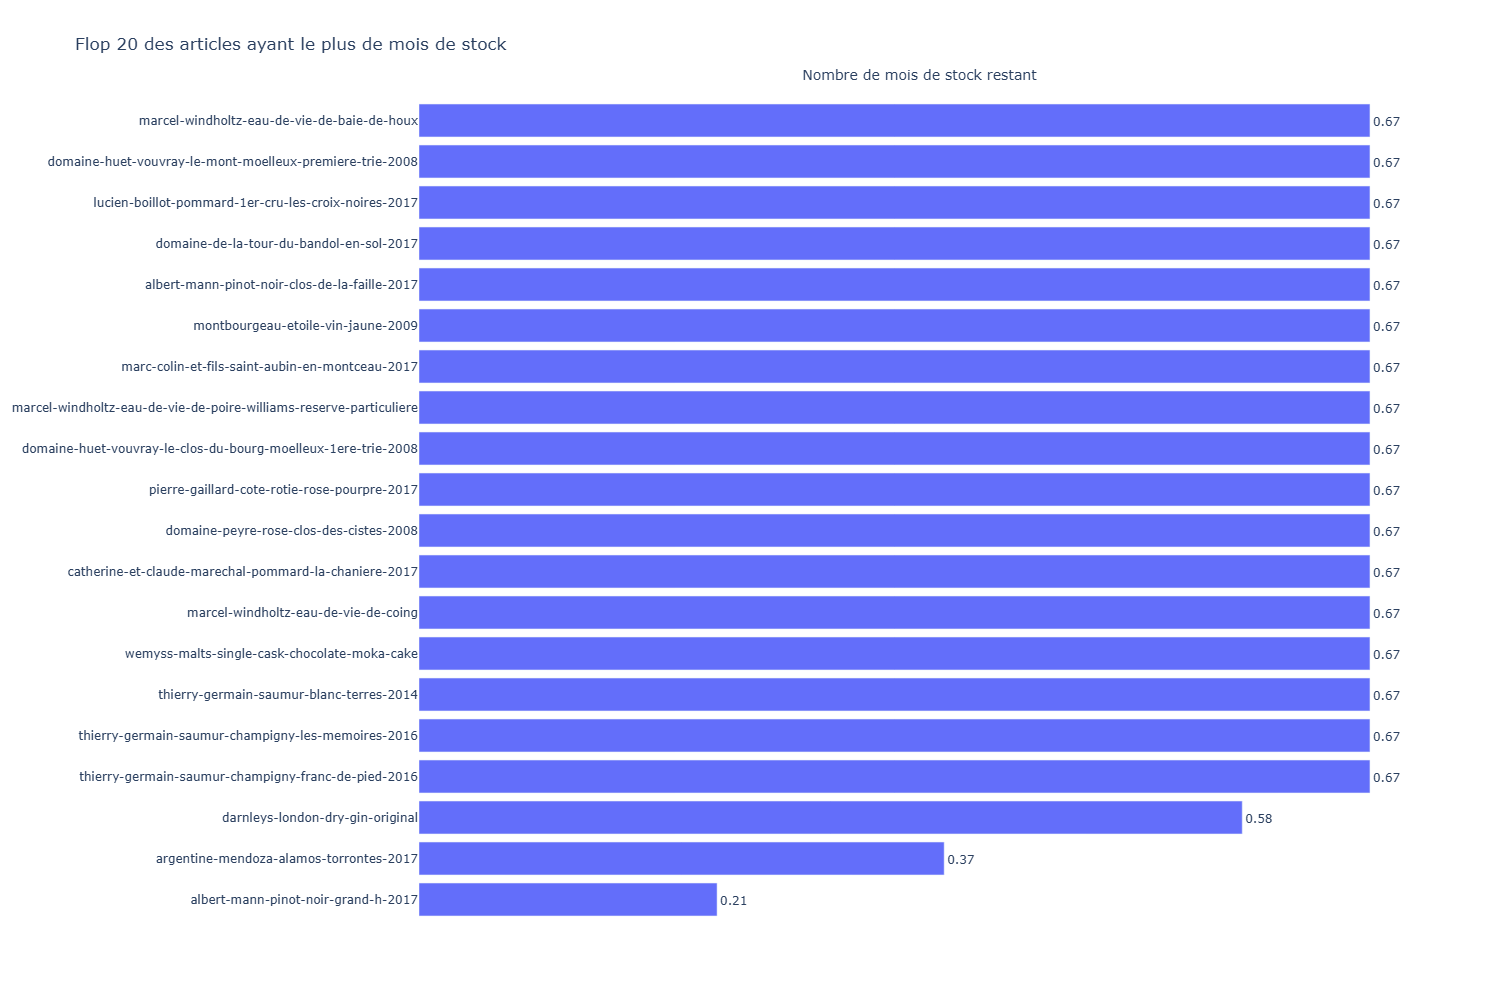 Flop 20 des articles ayant le plus de mois de stock
Nombre de mois de stock restant
marcel-windholtz-eau-de-vie-de-baie-de-houx 0.67
domaine-huet-vouvray-le-mont-moelleux-premiere-trie-2008 0.67
lucien-boillot-pommard-1er-cru-les-croix-noires-2017 0.67
domaine-de-la-tour-du-bandol-en-sol-2017 0.67
albert-mann-pinot-noir-clos-de-la-faille-2017 0.67
montbourgeau-etoile-vin-jaune-2009 0.67
marc-colin-et-fils-saint-aubin-en-montceau-2017 0.67
marcel-windholtz-eau-de-vie-de-poire-williams-reserve-particuliere 0.67
domaine-huet-vouvray-le-clos-du-bourg-moelleux-1ere-trie-2008 0.67
pierre-gaillard-cote-rotie-rose-pourpre-2017 0.67
domaine-peyre-rose-clos-des-cistes-2008 0.67
catherine-et-claude-marechal-pommard-la-chaniere-2017 0.67
marcel-windholtz-eau-de-vie-de-coing 0.67
wemyss-malts-single-cask-chocolate-moka-cake 0.67
thierry-germain-saumur-blanc-terres-2014 0.67
thierry-germain-saumur-champigny-les-memoires-2016 0.67
thierry-germain-saumur-champigny-franc-de-pied-2016 0.67
darnleys-london-dry-gin-original 0.58
argentine-mendoza-alamos-torrontes-2017 0.37
albert-mann-pinot-noir-grand-h-2017 0.21